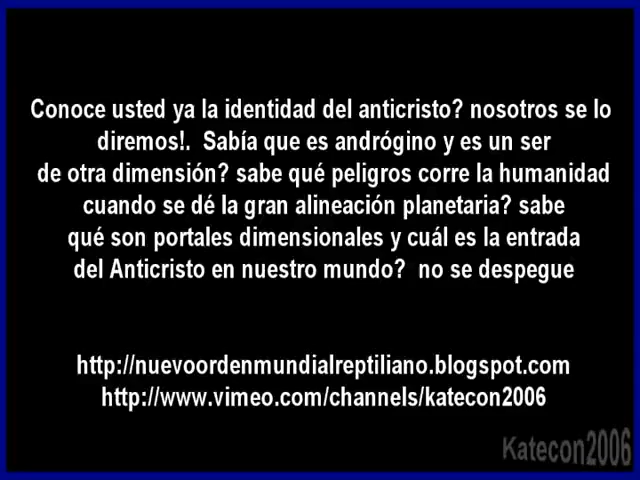 Conoce usted ya la identidad del anticristo? nosotros se lo
diremos!. Sabía que es andrógino y es un ser
de otra dimensión? sabe qué peligros corre la humanidad
cuando se dé la gran alineación planetaria? sabe
qué son portales dimensionales y cuál es la entrada
del Anticristo en nuestro mundo? no se despegue
http://nuevoordenmundialreptiliano.blogspot.com
http://www.vimeo.com/channels/katecon2006
Katecon2006